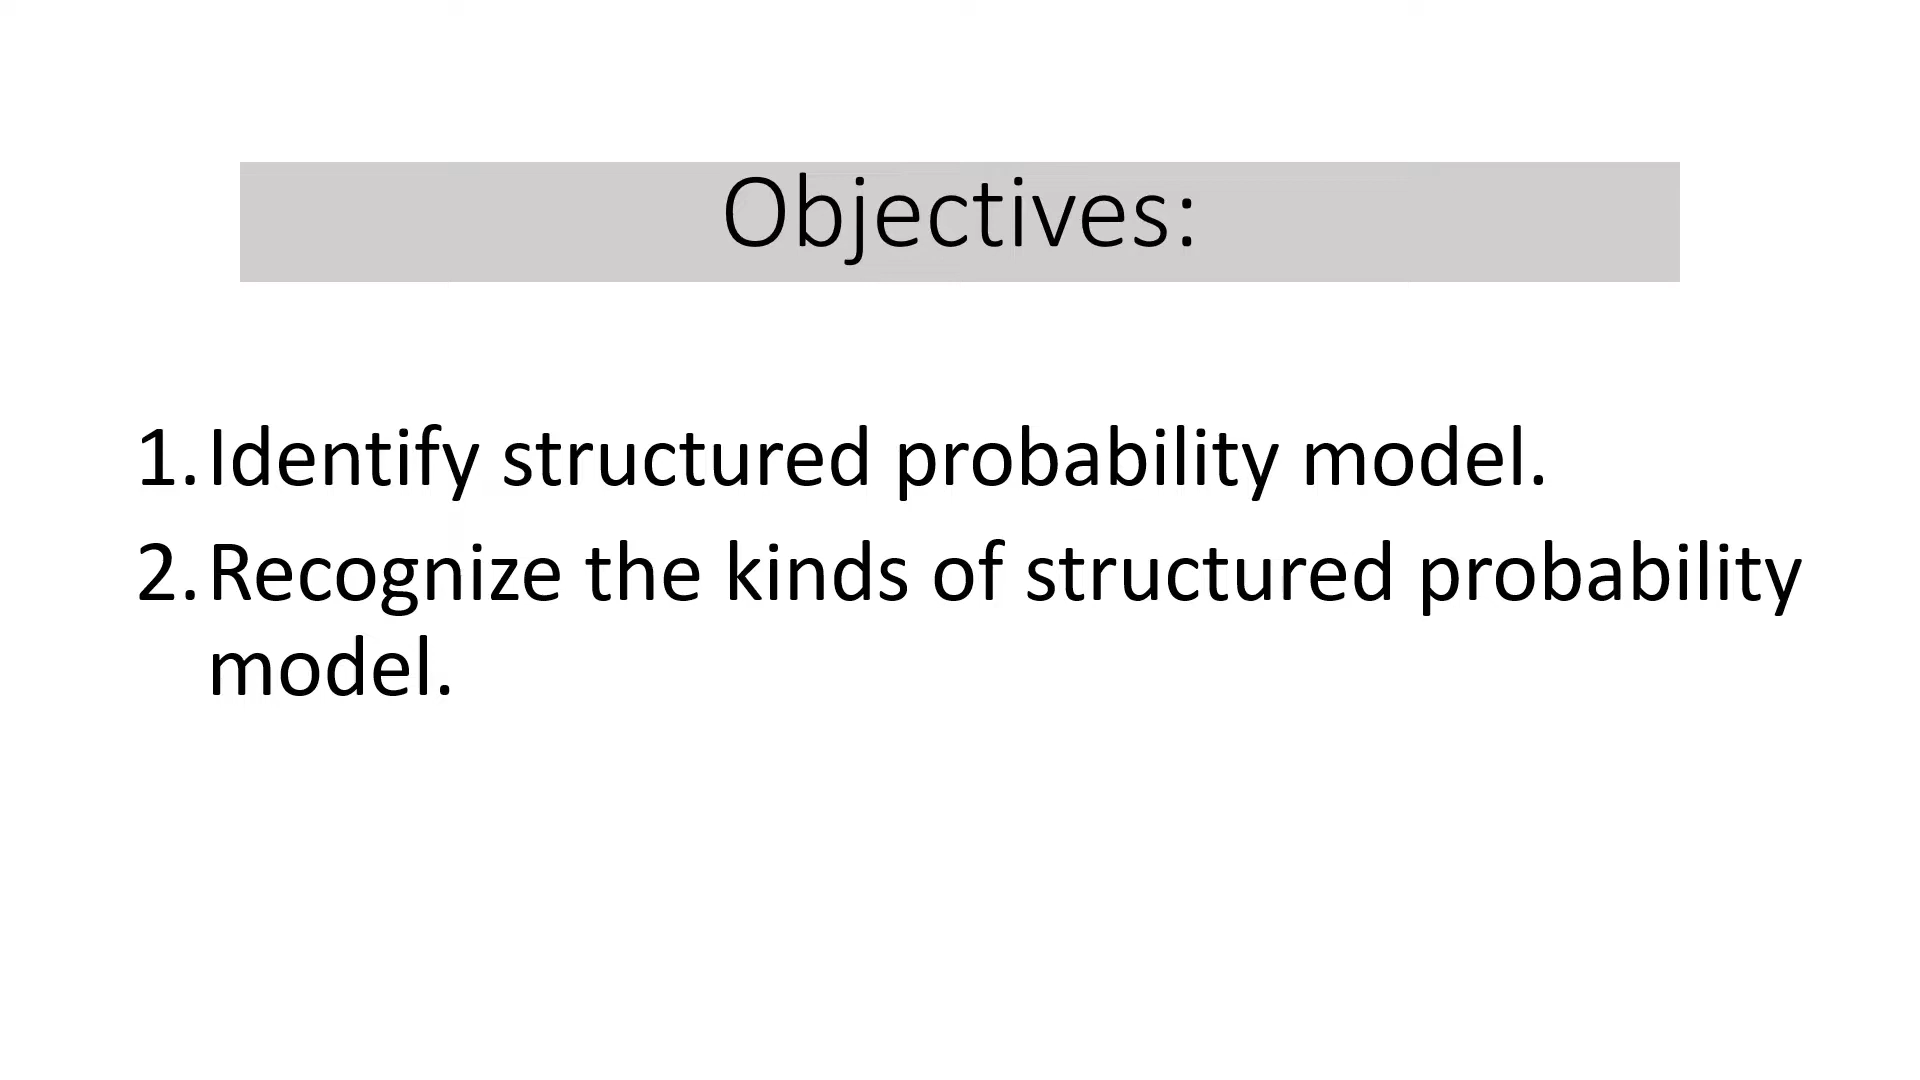 Objectives:
1. Identify structured probability model.
2. Recognize the kinds of structured probability
model.